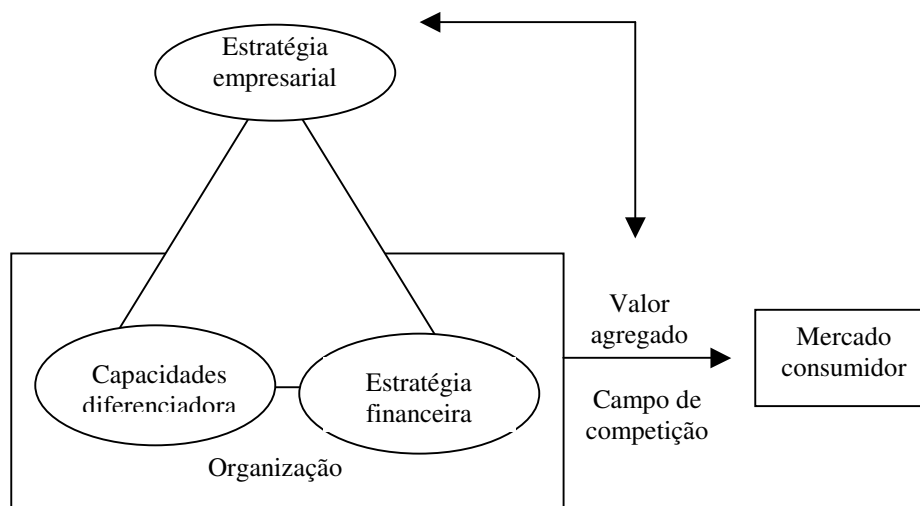 Estratégia
empresarial
Valor
agregado
Mercado
consumidor
Capacidades
diferenciadora
Estratégia
financeira
Campo de
competição
Organização